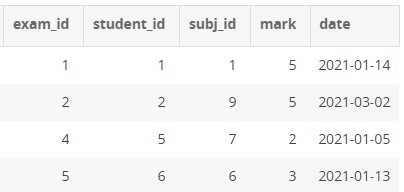 exam_id student_id subj_id mark date
1 1 1 5 2021-01-14
2 2 9 5 2021-03-02
4 5 7 2 2021-01-05
5 6 6 3 2021-01-13